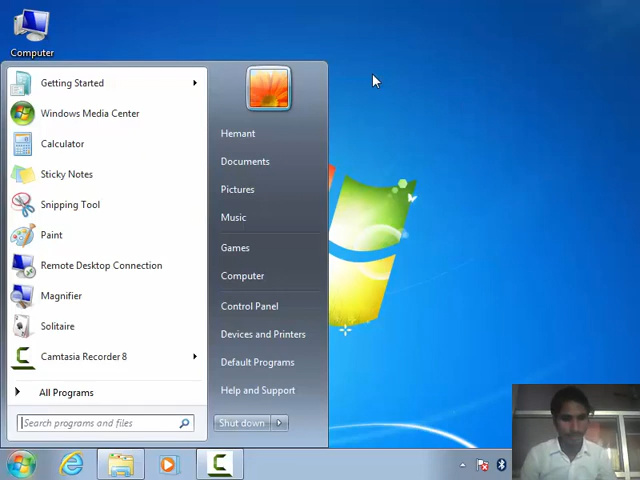 Computer
Getting Started
Windows Media Center
Calculator
Sticky Notes
Snipping Tool
Paint
Remote Desktop Connection
Magnifier
Solitaire
Camtasia Recorder 8
All Programs
Search programs and files
Hemant
Documents
Pictures
Music
Games
Computer
Control Panel
Devices and Printers
Default Programs
Help and Support
Shut down